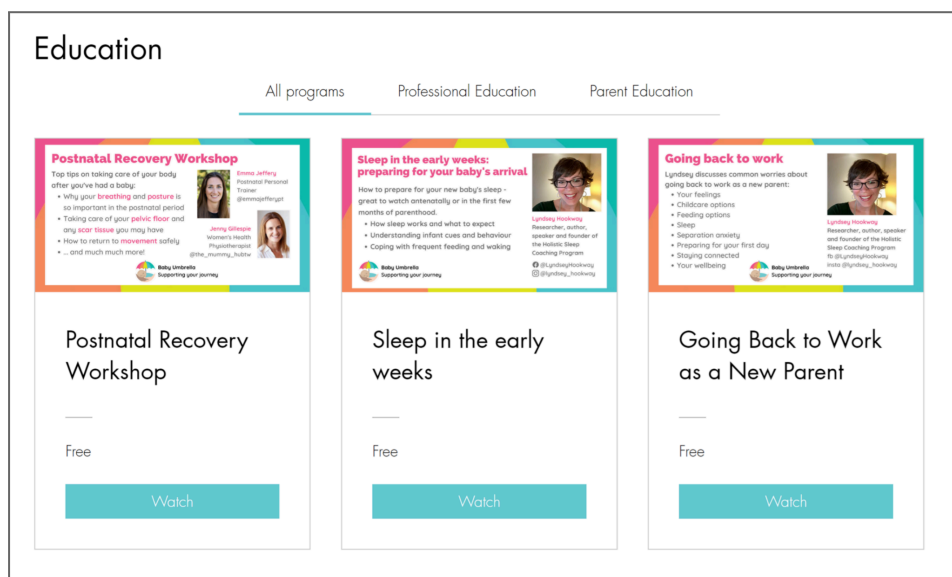 Education
All programs
Professional Education
Parent Education
Postnatal Recovery Workshop
Top tips on taking care of your body
after you've had a baby:
• Why your breathing and posture is
so important in the postnatal period
• Taking care of your pelvic floor and
any scar tissue you may have
• How to return to movement safely
• ... and much much more!
Emma Jeffery
Postnatal Personal
Trainer
@emmajefferypt
Jenny Gillespie
Women's Health
Physiotherapist
@the_mummy_hubtw
Baby Umbrella
Supporting your journey
Sleep in the early weeks:
preparing for your baby's arrival
How to prepare for your new baby's sleep -
great to watch antenatally or in the first few
months of parenthood.
• How sleep works and what to expect
• Understanding infant cues and behaviour
• Coping with frequent feeding and waking
Lyndsey Hookway
Researcher, author,
speaker and founder of
the Holistic Sleep
Coaching Program
@LyndseyHookway
@lyndsey_hookway
Baby Umbrella
Supporting your journey
Going back to work
Lyndsey discusses common worries about
going back to work as a new parent:
• Your feelings
• Childcare options
• Feeding options
• Sleep
• Separation anxiety
• Preparing for your first day
• Staying connected
• Your wellbeing
Lyndsey Hookway
Researcher, author, speaker
and founder of the Holistic
Sleep Coaching Program
fb @LyndseyHookway
insta @lyndsey_hookway
Baby Umbrella
Supporting your journey
Postnatal Recovery
Workshop
Free
Watch
Sleep in the early
weeks
Free
Watch
Going Back to Work
as a New Parent
Free
Watch